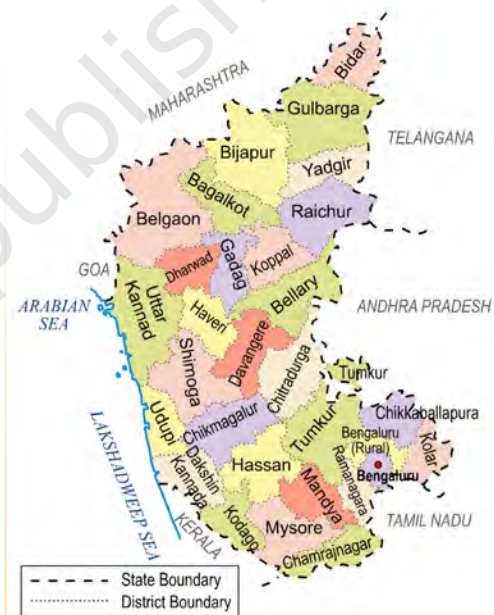 publish
Bidar
MAHARASHTRA
Gulbarga
TELANGANA
Bijapur
Yadgir
Bagalkot
Raichur
Belgaon
Gadag
Koppal
Dharwad
GOA
Bellary
Uttar
Kannad
ARABIAN
SEA
ANDHRA PRADESH
Haveri
Davangere
Shimoga
Chitradurga
Tumkur
Chikkaballapura
Udupi
Chikmagalur
Tumkur
Bengaluru
(Rural)
Kolar
LAKSHADWEEP SEA
Dakshin
Kannada
Hassan
Ramanagara
Bengaluru
Mandya
KERALA
Kodago
Mysore
TAMIL NADU
Chamrajnagar
State Boundary
District Boundary